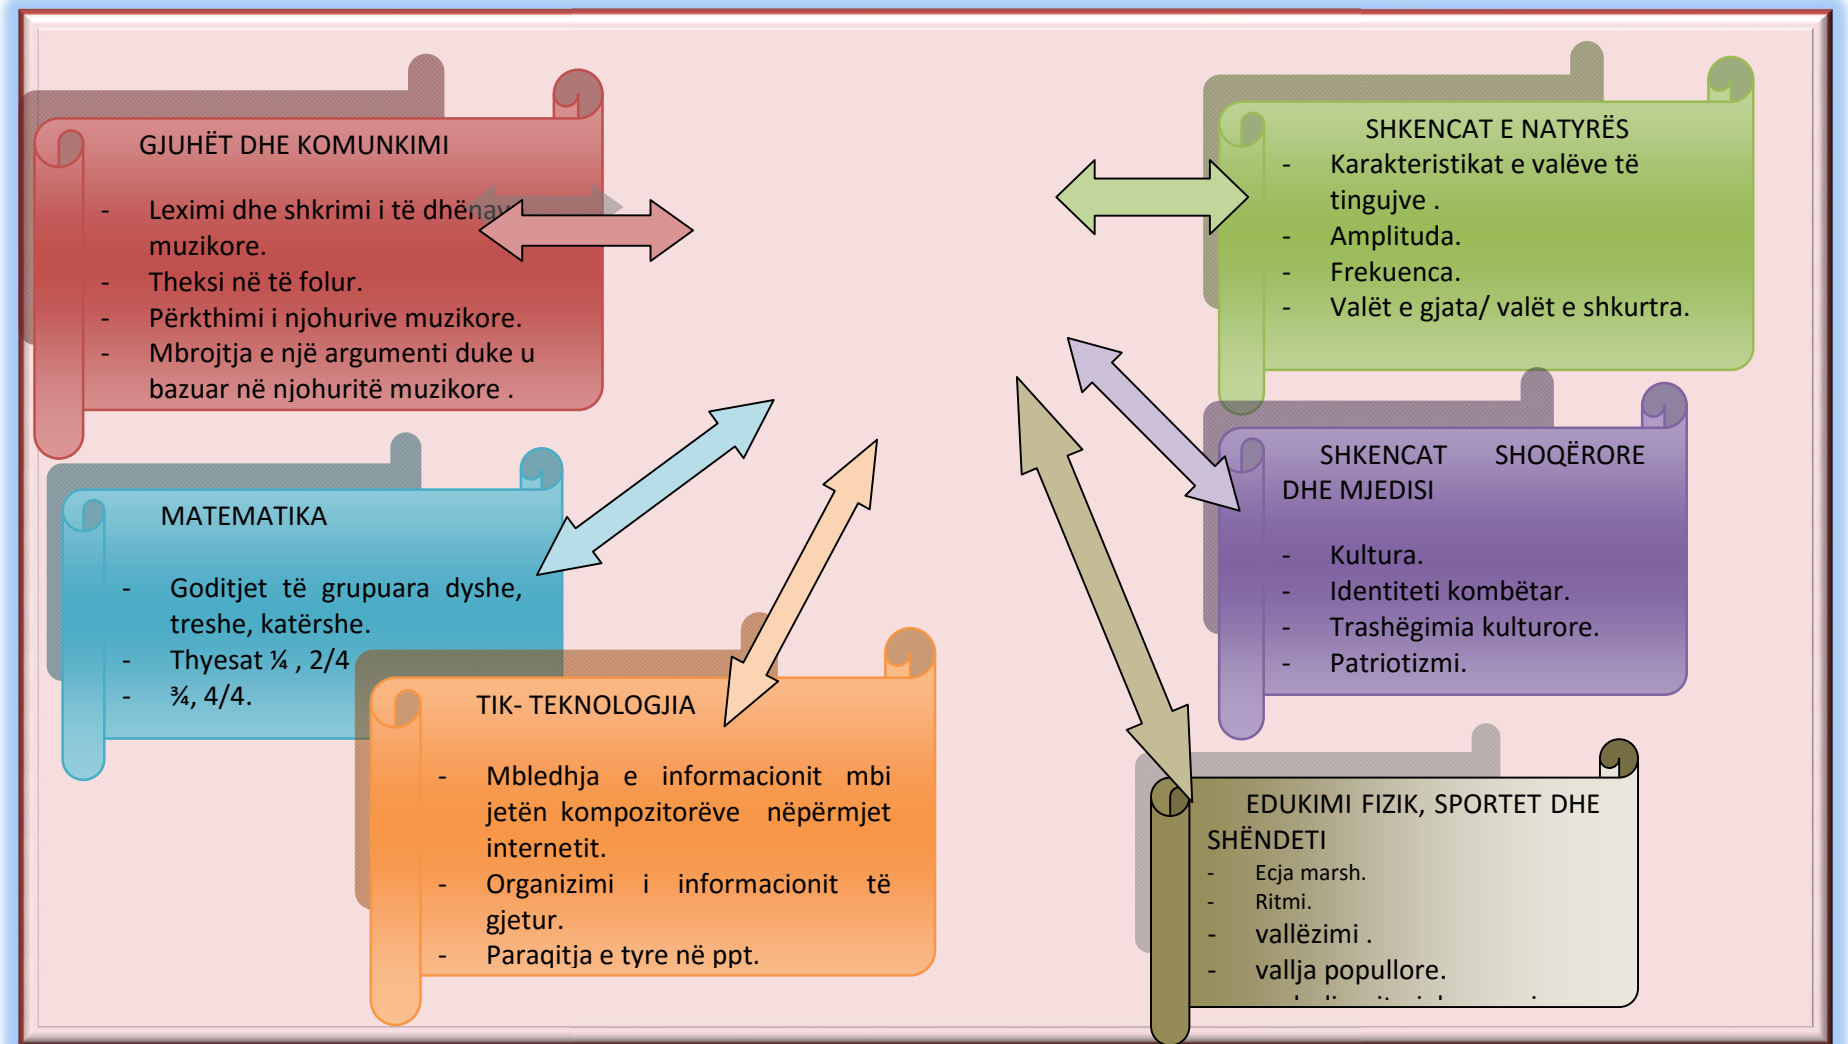 GJUHËT DHE KOMUNKIMI
- Leximi dhe shkrimi i të
muzikore.
- Theksi në të folur.
- Përkthimi i njohurive muzikore.
- Mbrojtja e një argumenti duke u
bazuar në njohuritë muzikore .
MATEMATIKA
- Goditjet të grupuara dyshe,
treshe, katërshe.
- Thyesat ¼ , 2/4
- ¾, 4/4.
TIK- TEKNOLOGJIA
- Mbledhja e informacionit mbi
jetën kompozitorëve nëpërmjet
internetit.
- Organizimi i informacionit të
gjetur.
- Paraqitja e tyre në ppt.
SHKENCAT E NATYRËS
- Karakteristikat e valëve të
tingujve .
- Amplituda.
- Frekuenca.
- Valët e gjata/ valët e shkurtra.
SHKENCAT SHOQËRORE
DHE MJEDISI
- Kultura.
- Identiteti kombëtar.
- Trashëgimia kulturore.
- Patriotizmi.
EDUKIMI FIZIK, SPORTET DHE
SHËNDETI
- Ecja marsh.
- Ritmi.
- vallëzimi .
- vallja popullore.